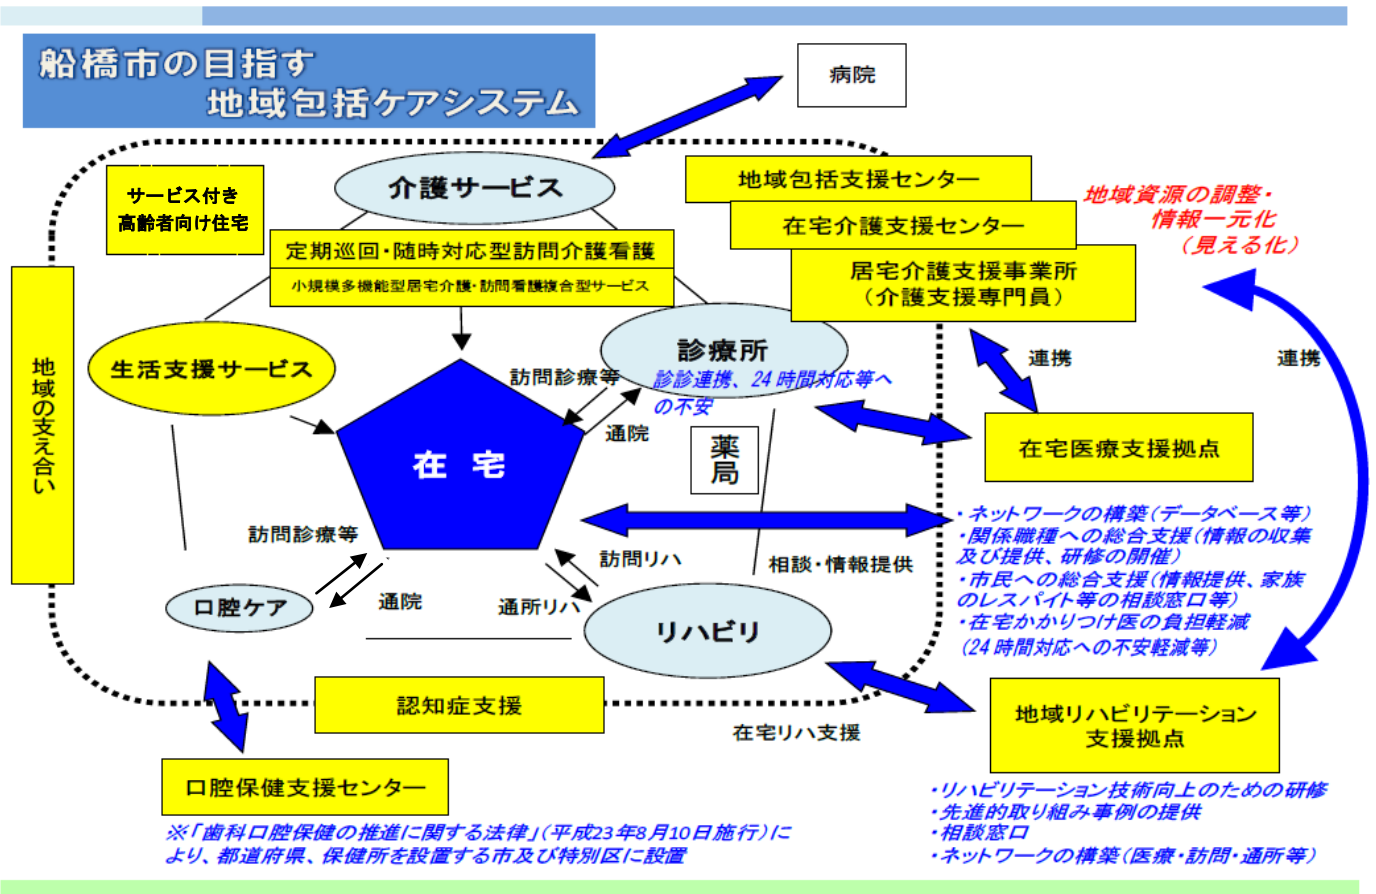 船橋市の目指す
地域包括ケアシステム
病院
サービス付き
高齢者向け住宅
介護サービス
地域包括支援センター
在宅介護支援センター
居宅介護支援事業所
（介護支援専門員）
地域資源の調整・
情報一元化
（見える化）
定期巡回・随時対応型訪問介護看護
小規模多機能型居宅介護・訪問看護複合型サービス
地域の支え合い
生活支援サービス
訪問診療等
通院
診療所
診診連携、24時間対応等へ
の不安
連携
連携
薬局
在宅
在宅医療支援拠点
・ネットワークの構築（データベース等）
・関係職種への総合支援（情報の収集
及び提供、研修の開催）
・市民への総合支援（情報提供、家族
のレスパイト等の相談窓口等）
・在宅かかりつけ医の負担軽減
（24時間対応への不安軽減等）
相談・情報提供
訪問診療等
通院
訪問リハ
通所リハ
口腔ケア
リハビリ
認知症支援
在宅リハ支援
地域リハビリテーション
支援拠点
・リハビリテーション技術向上のための研修
・先進的取り組み事例の提供
・相談窓口
・ネットワークの構築（医療・訪問・通所等）
口腔保健支援センター
※「歯科口腔保健の推進に関する法律」（平成23年8月10日施行）に
より、都道府県、保健所を設置する市及び特別区に設置